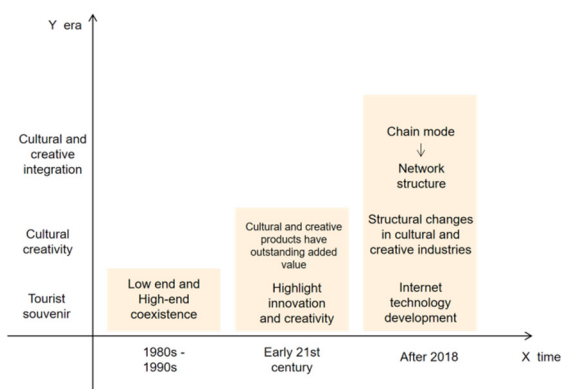 Y era
Cultural and
creative
integration
Cultural
creativity
Tourist
souvenir
Low end and
High-end
coexistence
Cultural and creative
products have
outstanding added
value
Highlight
innovation
and creativity
Chain mode
Network
structure
Structural changes
in cultural and
creative industries
Internet
technology
development
1980s -
1990s
Early 21st
century
After 2018
X time